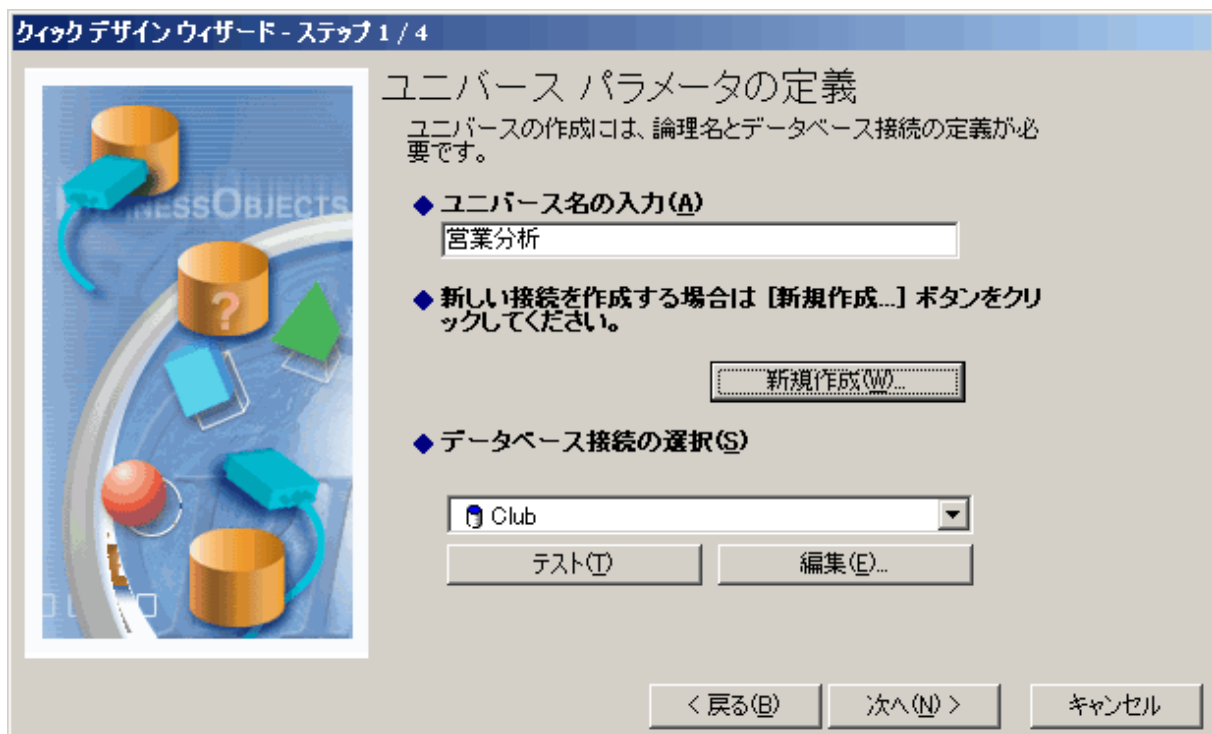 クィック デザイン ウィザード - ステップ 1 / 4
ユニバース パラメータの定義
ユニバースの作成には、論理名とデータベース接続の定義が必
要です。
ユニバース名の入力(A)
営業分析
新しい接続を作成する場合は [新規作成...] ボタンをクリ
ックしてください。
新規作成(W)...
データベース接続の選択(S)
Club
テスト(T)
編集(E)...
< 戻る(B)
次へ(N) >
キャンセル
BUSINESSOBJECTS